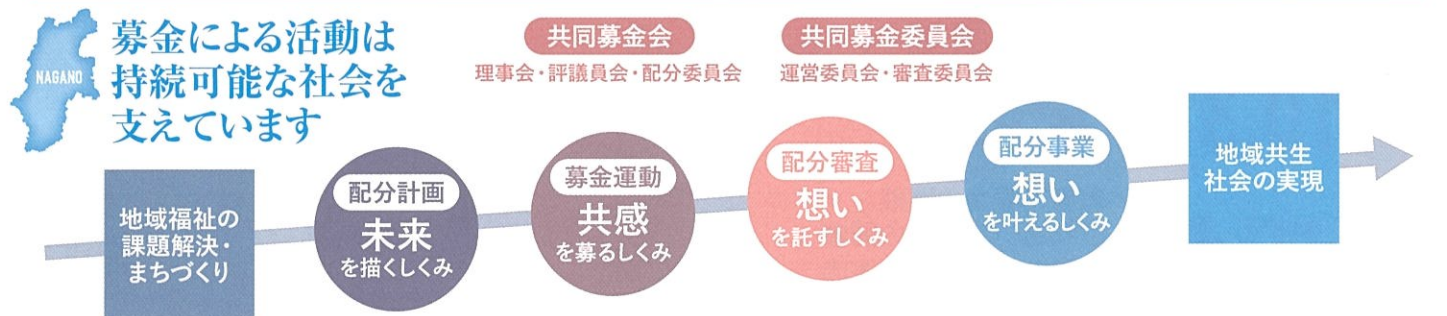 NAGANO
募金による活動は
持続可能な社会を
支えています
共同募金会
理事会・評議員会・配分委員会
共同募金委員会
運営委員会・審査委員会
地域福祉の
課題解決・
まちづくり
配分計画
未来
を描くしくみ
募金運動
共感
を募るしくみ
配分審査
想い
を託すしくみ
配分事業
想い
を叶えるしくみ
地域共生
社会の実現